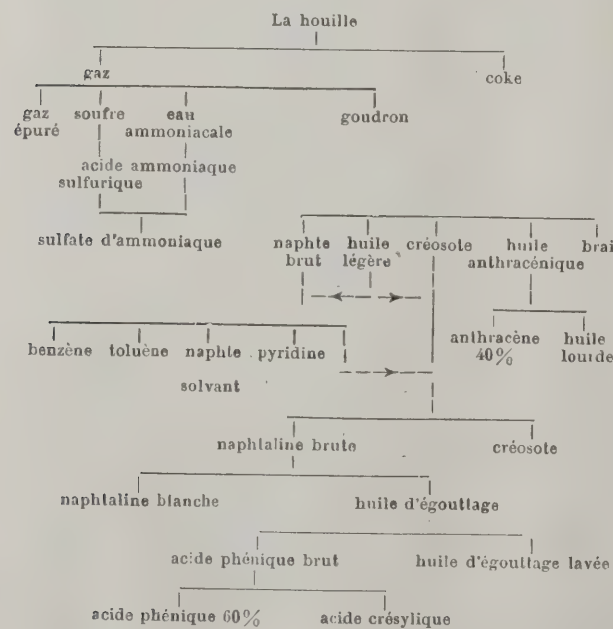 La houille
gaz coke
gaz soufre eau goudron
épuré ammoniacale
acide ammoniaque
sulfurique
sulfate d'ammoniaque naphte huile créosote huile brai
brut légère anthracénique
benzène toluène naphte pyridine anthracène huile
solvant 40% lourde
naphtaline brute créosote
naphtaline blanche huile d'égouttage
acide phénique brut huile d'égouttage lavée
acide phénique 60% acide crésylique